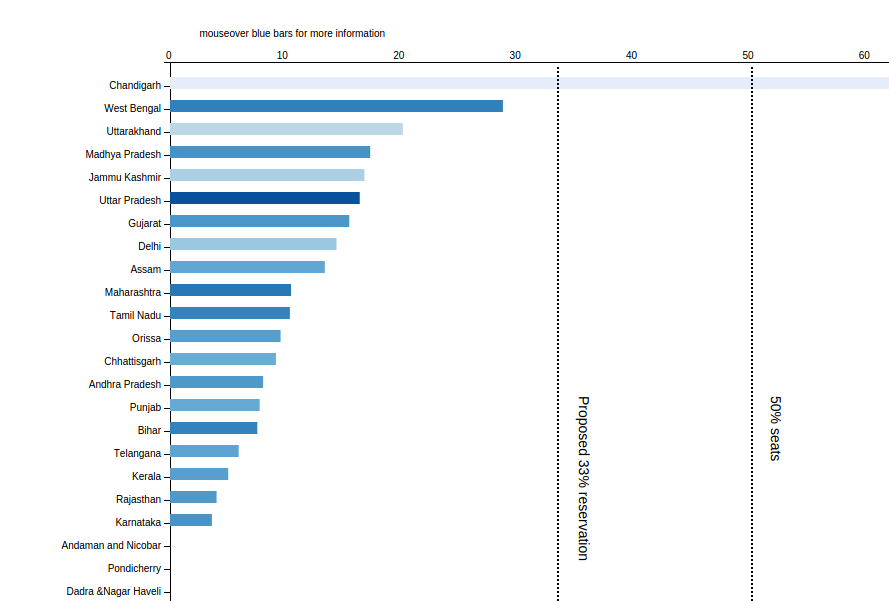 mouseover blue bars for more information
0 10 20 30 40 50 60
Chandigarh
West Bengal
Uttarakhand
Madhya Pradesh
Jammu Kashmir
Uttar Pradesh
Gujarat
Delhi
Assam
Maharashtra
Tamil Nadu
Orissa
Chhattisgarh
Andhra Pradesh
Punjab
Bihar
Telangana
Kerala
Rajasthan
Karnataka
Andaman and Nicobar
Pondicherry
Dadra &Nagar Haveli
Proposed 33% reservation
50% seats